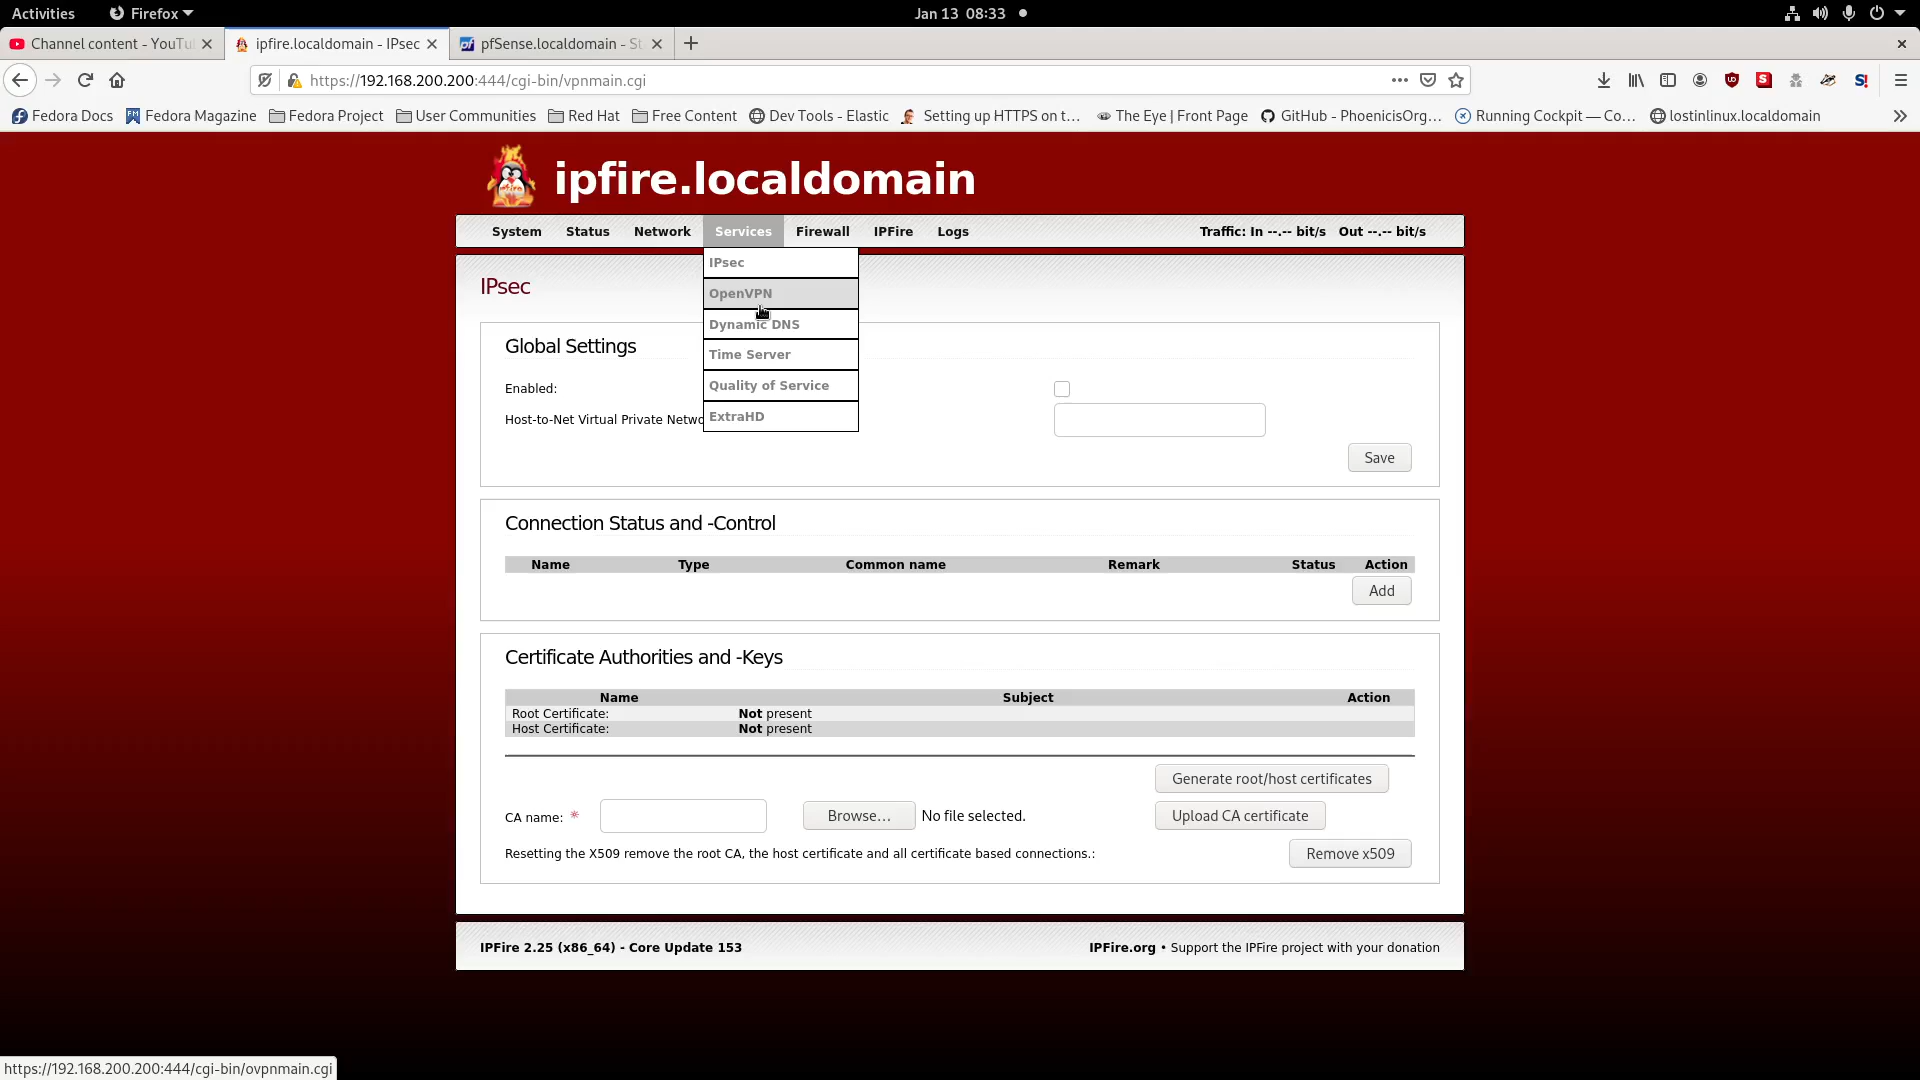 Activities Firefox Jan 13 08:33
Channel content - YouTu ipfire.localdomain - IPsec pfSense.localdomain - St
https://192.168.200.200:444/cgi-bin/vpnmain.cgi
Fedora Docs Fedora Magazine Fedora Project User Communities Red Hat Free Content Dev Tools - Elastic Setting up HTTPS on t… The Eye | Front Page GitHub - PhoenicisOrg… Running Cockpit — Co… lostinlinux.localdomain
ipfire.localdomain
System Status Network Services Firewall IPFire Logs Traffic: In --.-- bit/s Out --.-- bit/s
IPsec
OpenVPN
Dynamic DNS
Time Server
Quality of Service
ExtraHD
IPsec
Global Settings
Enabled:
Host-to-Net Virtual Private Netwo
Save
Connection Status and -Control
Name Type Common name Remark Status Action
Add
Certificate Authorities and -Keys
Name Subject Action
Root Certificate: Not present
Host Certificate: Not present
Generate root/host certificates
CA name: * Browse… No file selected. Upload CA certificate
Resetting the X509 remove the root CA, the host certificate and all certificate based connections.: Remove x509
IPFire 2.25 (x86_64) - Core Update 153 IPFire.org • Support the IPFire project with your donation
https://192.168.200.200:444/cgi-bin/ovpnmain.cgi